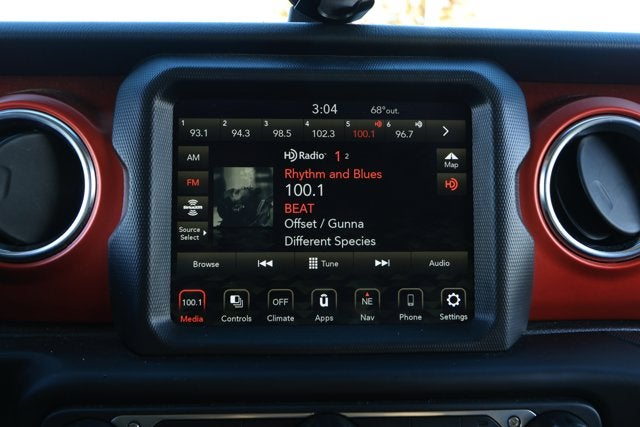 3:04 68° out.
1 93.1 2 94.3 3 98.5 4 102.3 5 100.1 6 96.7
AM
HD Radio 1 2
Map
FM
Rhythm and Blues
100.1
HD
SiriusXM
BEAT
Source Select
Offset / Gunna
Different Species
Browse Tune Audio
100.1 OFF û NE
Media Controls Climate Apps Nav Phone Settings